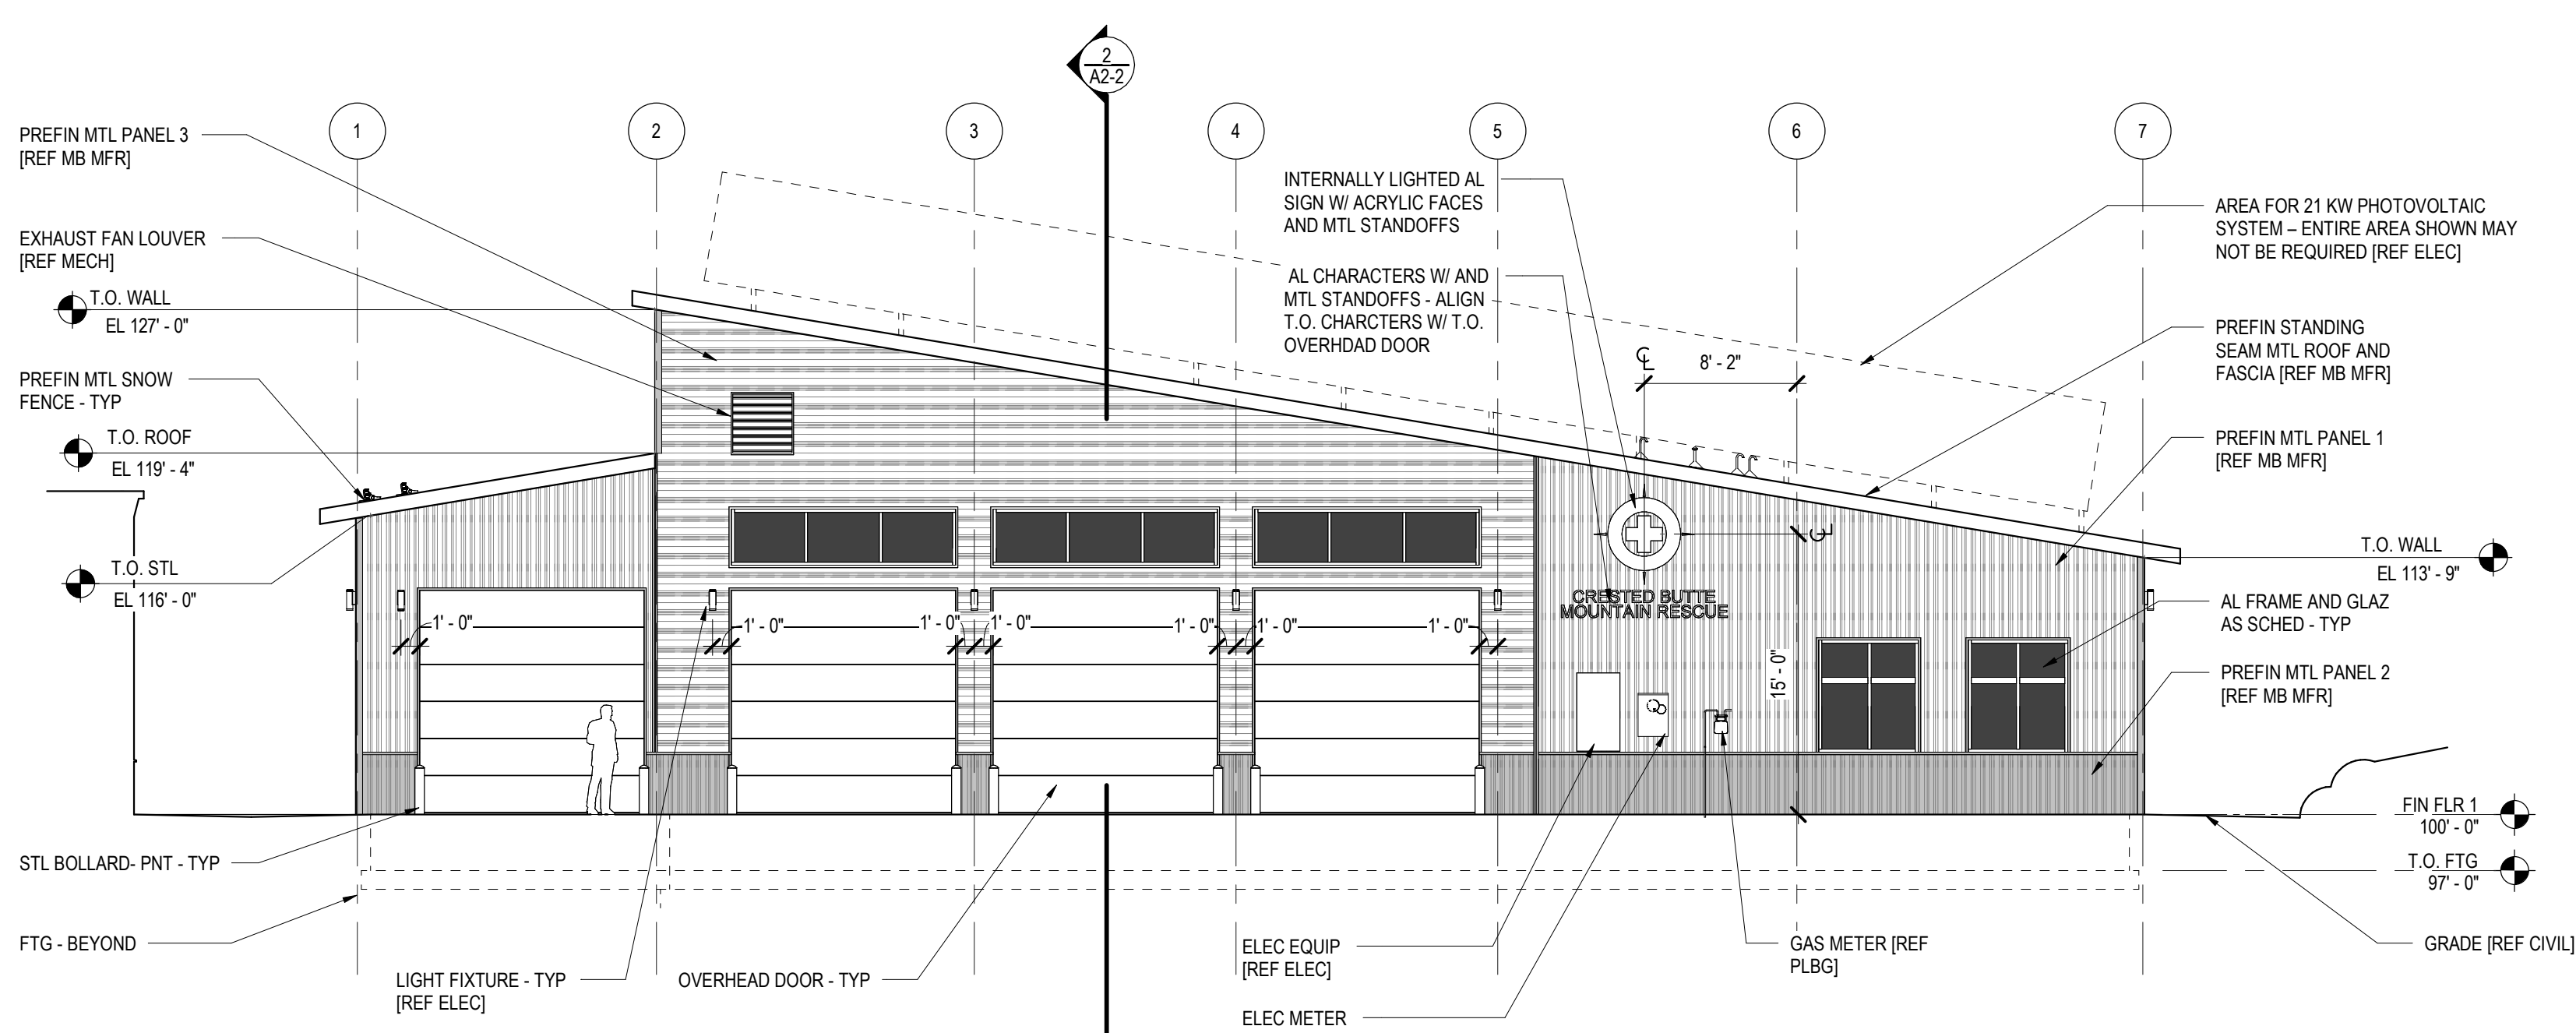 2
A2-2
1
2
3
4
5
6
7
PREFIN MTL PANEL 3
[REF MB MFR]
EXHAUST FAN LOUVER
[REF MECH]
T.O. WALL
EL 127' - 0"
PREFIN MTL SNOW
FENCE - TYP
T.O. ROOF
EL 119' - 4"
T.O. STL
EL 116' - 0"
INTERNALLY LIGHTED AL
SIGN W/ ACRYLIC FACES
AND MTL STANDOFFS
AL CHARACTERS W/ AND
MTL STANDOFFS - ALIGN
T.O. CHARCTERS W/ T.O.
OVERHDAD DOOR
CL
8' - 2"
AREA FOR 21 KW PHOTOVOLTAIC
SYSTEM – ENTIRE AREA SHOWN MAY
NOT BE REQUIRED [REF ELEC]
PREFIN STANDING
SEAM MTL ROOF AND
FASCIA [REF MB MFR]
PREFIN MTL PANEL 1
[REF MB MFR]
CL
T.O. WALL
EL 113' - 9"
CRESTED BUTTE
MOUNTAIN RESCUE
AL FRAME AND GLAZ
AS SCHED - TYP
1' - 0"
1' - 0"
1' - 0"
1' - 0"
1' - 0"
1' - 0"
1' - 0"
15' - 0"
PREFIN MTL PANEL 2
[REF MB MFR]
FIN FLR 1
100' - 0"
T.O. FTG
97' - 0"
STL BOLLARD- PNT - TYP
FTG - BEYOND
LIGHT FIXTURE - TYP
[REF ELEC]
OVERHEAD DOOR - TYP
ELEC EQUIP
[REF ELEC]
ELEC METER
GAS METER [REF
PLBG]
GRADE [REF CIVIL]